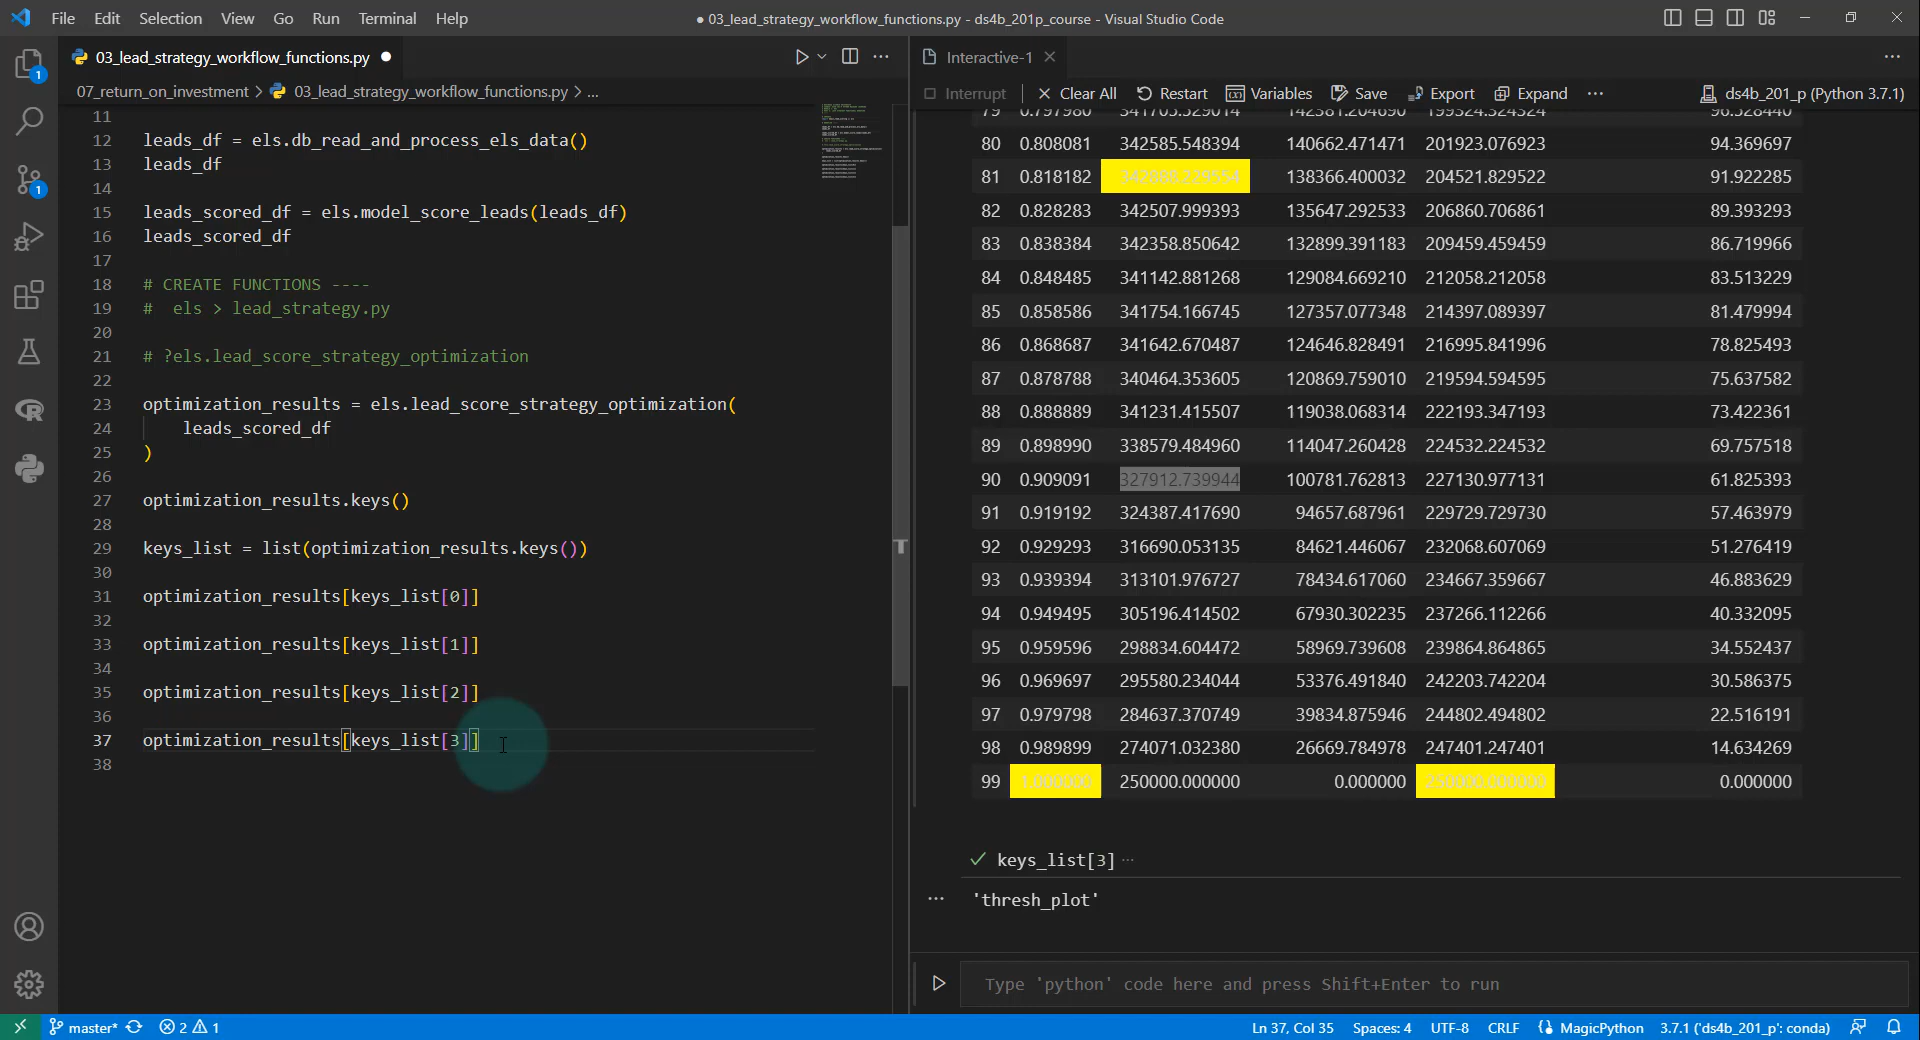 File Edit Selection View Go Run Terminal Help
● 03_lead_strategy_workflow_functions.py - ds4b_201p_course - Visual Studio Code
03_lead_strategy_workflow_functions.py
07_return_on_investment > 03_lead_strategy_workflow_functions.py > ...
11
12 leads_df = els.db_read_and_process_els_data()
13 leads_df
14
15 leads_scored_df = els.model_score_leads(leads_df)
16 leads_scored_df
17
18 # CREATE FUNCTIONS ----
19 #  els > lead_strategy.py
20
21 # ?els.lead_score_strategy_optimization
22
23 optimization_results = els.lead_score_strategy_optimization(
24     leads_scored_df
25 )
26
27 optimization_results.keys()
28
29 keys_list = list(optimization_results.keys())
30
31 optimization_results[keys_list[0]]
32
33 optimization_results[keys_list[1]]
34
35 optimization_results[keys_list[2]]
36
37 optimization_results[keys_list[3]]
38
Interactive-1
Interrupt Clear All Restart Variables Save Export Expand ... ds4b_201_p (Python 3.7.1)
79 0.797980 341705.529014 142381.204690 199324.324324 96.528440
80 0.808081 342585.548394 140662.471471 201923.076923 94.369697
81 0.818182 342888.229554 138366.400032 204521.829522 91.922285
82 0.828283 342507.999393 135647.292533 206860.706861 89.393293
83 0.838384 342358.850642 132899.391183 209459.459459 86.719966
84 0.848485 341142.881268 129084.669210 212058.212058 83.513229
85 0.858586 341754.166745 127357.077348 214397.089397 81.479994
86 0.868687 341642.670487 124646.828491 216995.841996 78.825493
87 0.878788 340464.353605 120869.759010 219594.594595 75.637582
88 0.888889 341231.415507 119038.068314 222193.347193 73.422361
89 0.898990 338579.484960 114047.260428 224532.224532 69.757518
90 0.909091 327912.739944 100781.762813 227130.977131 61.825393
91 0.919192 324387.417690 94657.687961 229729.729730 57.463979
92 0.929293 316690.053135 84621.446067 232068.607069 51.276419
93 0.939394 313101.976727 78434.617060 234667.359667 46.883629
94 0.949495 305196.414502 67930.302235 237266.112266 40.332095
95 0.959596 298834.604472 58969.739608 239864.864865 34.552437
96 0.969697 295580.234044 53376.491840 242203.742204 30.586375
97 0.979798 284637.370749 39834.875946 244802.494802 22.516191
98 0.989899 274071.032380 26669.784978 247401.247401 14.634269
99 1.000000 250000.000000 0.000000 250000.000000 0.000000
✓ keys_list[3] ...
... 'thresh_plot'
Type 'python' code here and press Shift+Enter to run
master* 2 1 Ln 37, Col 35 Spaces: 4 UTF-8 CRLF MagicPython 3.7.1 ('ds4b_201_p': conda)